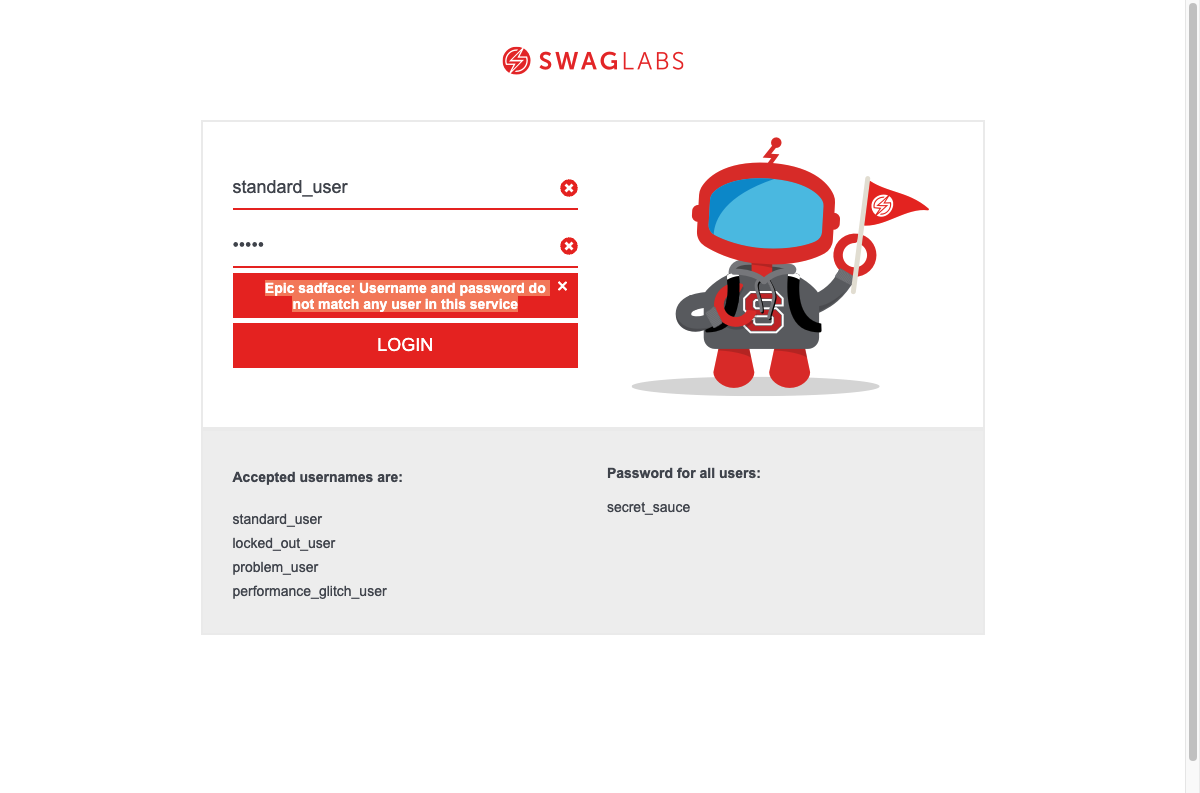 SWAGLABS
standard_user
•••••
Epic sadface: Username and password do
not match any user in this service
LOGIN
Accepted usernames are:
standard_user
locked_out_user
problem_user
performance_glitch_user
Password for all users:
secret_sauce